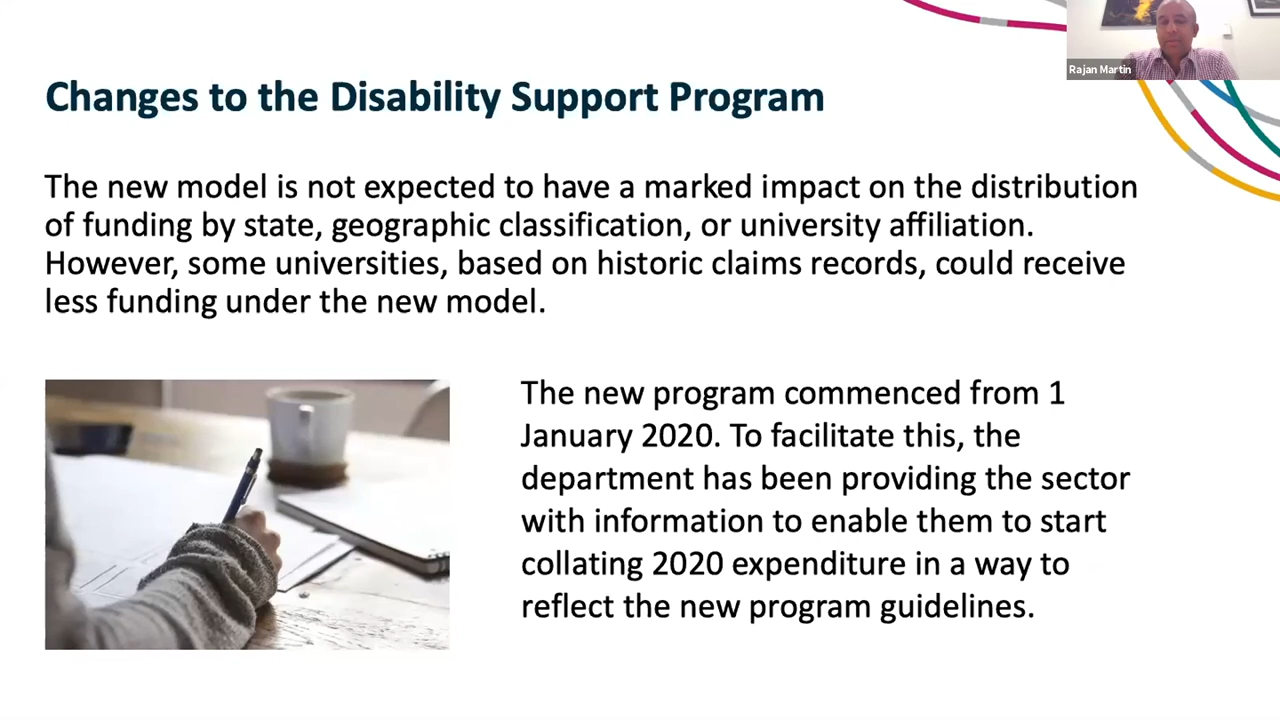 Rajan Martin
Changes to the Disability Support Program
The new model is not expected to have a marked impact on the distribution
of funding by state, geographic classification, or university affiliation.
However, some universities, based on historic claims records, could receive
less funding under the new model.
The new program commenced from 1
January 2020. To facilitate this, the
department has been providing the sector
with information to enable them to start
collating 2020 expenditure in a way to
reflect the new program guidelines.